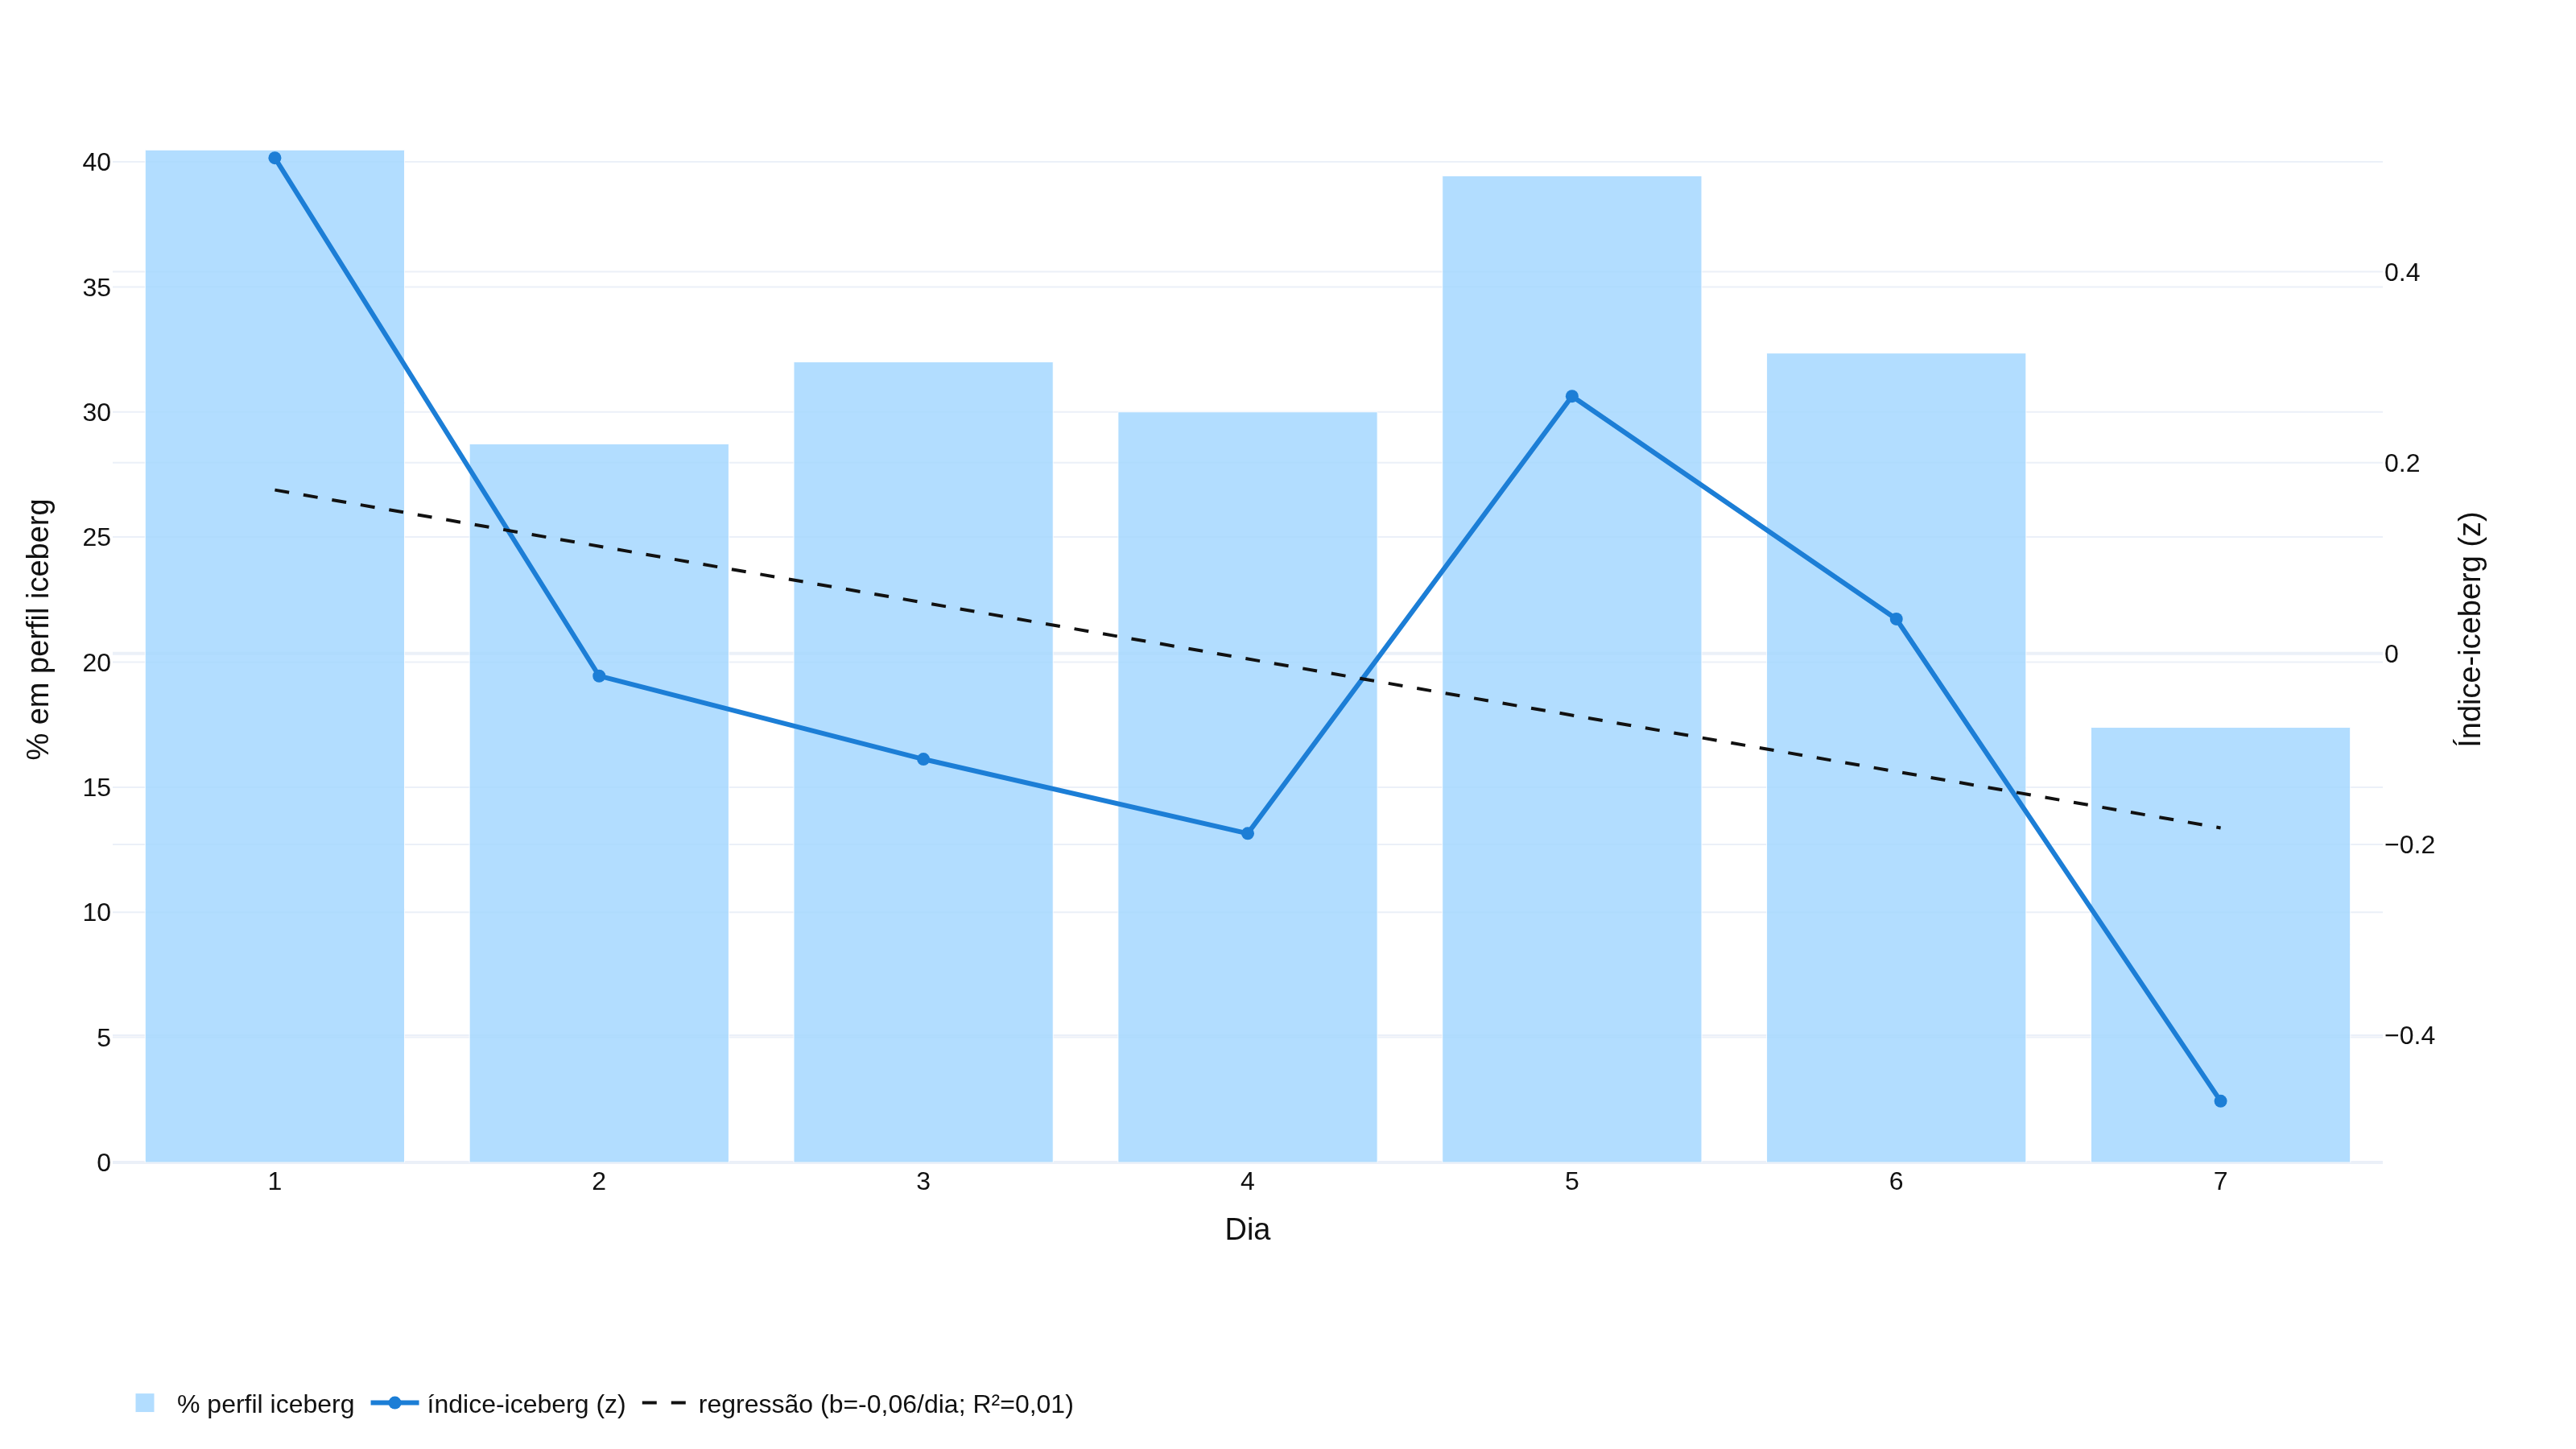 40
35
30
25
20
15
10
5
0
% em perfil iceberg
0.4
0.2
0
−0.2
−0.4
Índice-iceberg (z)
1 2 3 4 5 6 7
Dia
% perfil iceberg índice-iceberg (z) regressão (b=-0,06/dia; R²=0,01)